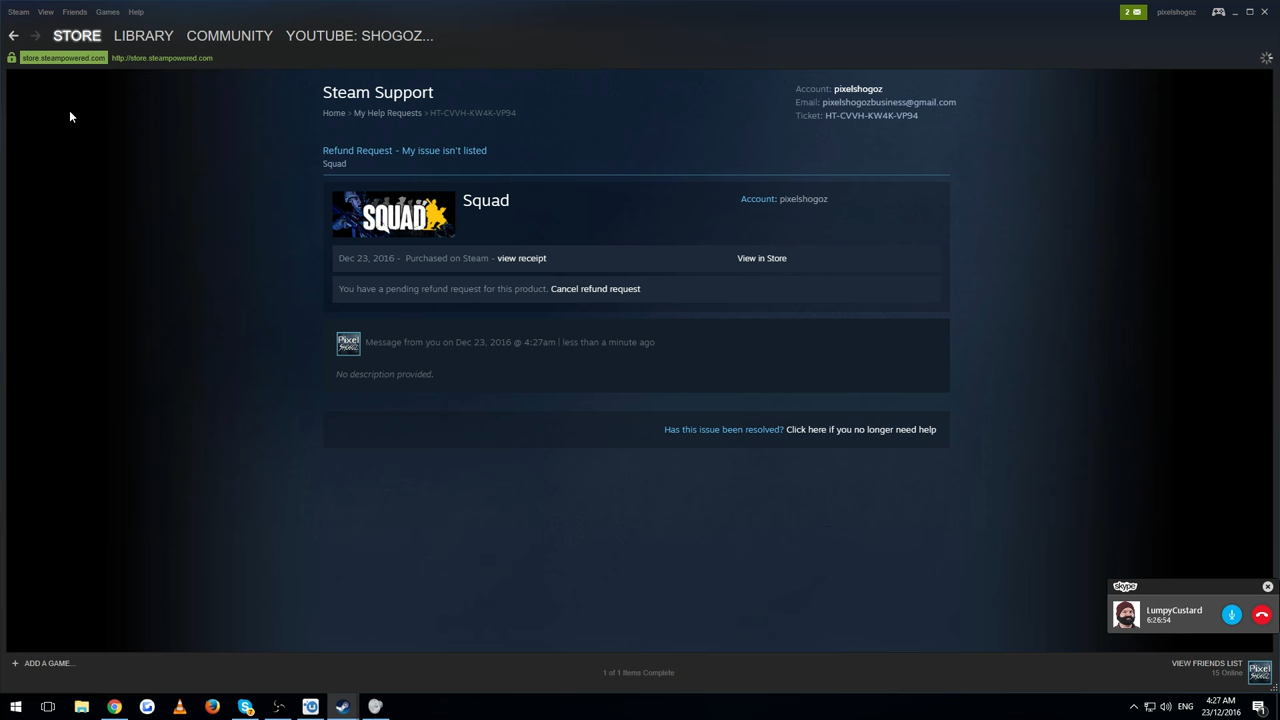 Steam View Friends Games Help
2 pixelshogoz
STORE LIBRARY COMMUNITY YOUTUBE: SHOGOZ...
store.steampowered.com http://store.steampowered.com
Steam Support
Home > My Help Requests > HT-CVVH-KW4K-VP94
Account: pixelshogoz
Email: pixelshogozbusiness@gmail.com
Ticket: HT-CVVH-KW4K-VP94
Refund Request - My issue isn't listed
Squad
SQUAD
Squad
Account: pixelshogoz
Dec 23, 2016 - Purchased on Steam - view receipt
View in Store
You have a pending refund request for this product. Cancel refund request
Pixel
SHOGOZ
Message from you on Dec 23, 2016 @ 4:27am | less than a minute ago
No description provided.
Has this issue been resolved? Click here if you no longer need help
skype
LumpyCustard
6:26:54
+ ADD A GAME...
1 of 1 Items Complete
VIEW FRIENDS LIST
15 Online
Pixel
SHOGOZ
ENG
4:27 AM
23/12/2016
1